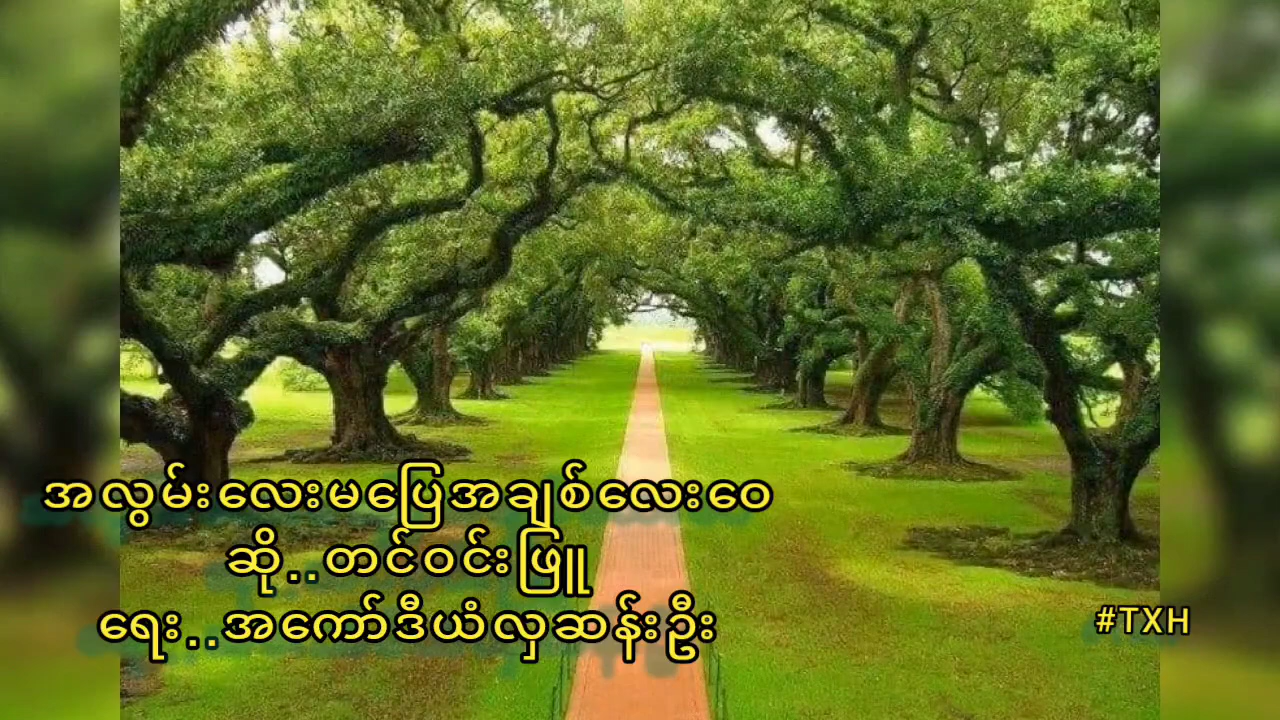 အလွမ်းလေးမပြေအချစ်လေးဝေ
ဆို..တင်ဝင်းဖြူ
ရေး..အကော်ဒီယံလှဆန်းဦး
#TXH